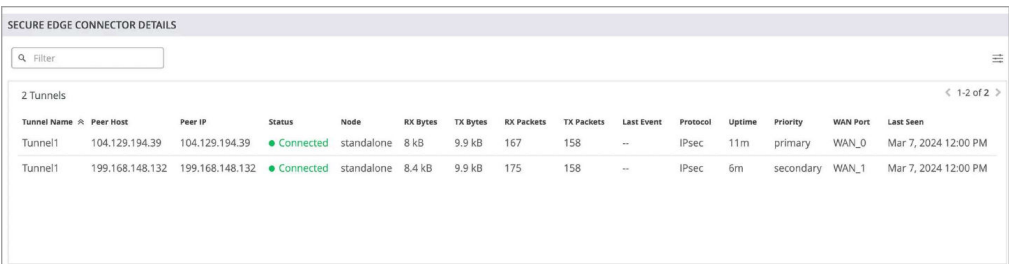 SECURE EDGE CONNECTOR DETAILS
Filter
2 Tunnels
1-2 of 2
Tunnel Name Peer Host Peer IP Status Node RX Bytes TX Bytes RX Packets TX Packets Last Event Protocol Uptime Priority WAN Port Last Seen
Tunnel1 104.129.194.39 104.129.194.39 Connected standalone 8 kB 9.9 kB 167 158 -- IPsec 11m primary WAN_0 Mar 7, 2024 12:00 PM
Tunnel1 199.168.148.132 199.168.148.132 Connected standalone 8.4 kB 9.9 kB 175 158 -- IPsec 6m secondary WAN_1 Mar 7, 2024 12:00 PM